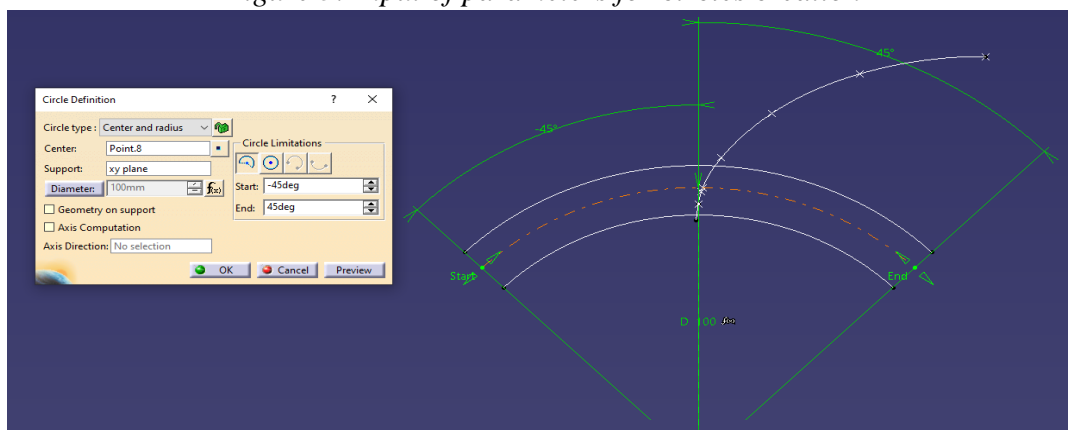 Circle Definition ? X
Circle type : Center and radius
Center: Point.8
Support: xy plane
Diameter: 100mm f(x)
Geometry on support
Axis Computation
Axis Direction: No selection
Circle Limitations
Start: -45deg
End: 45deg
OK Cancel Preview
-45°
45°
Start
End
D 100 f(x)